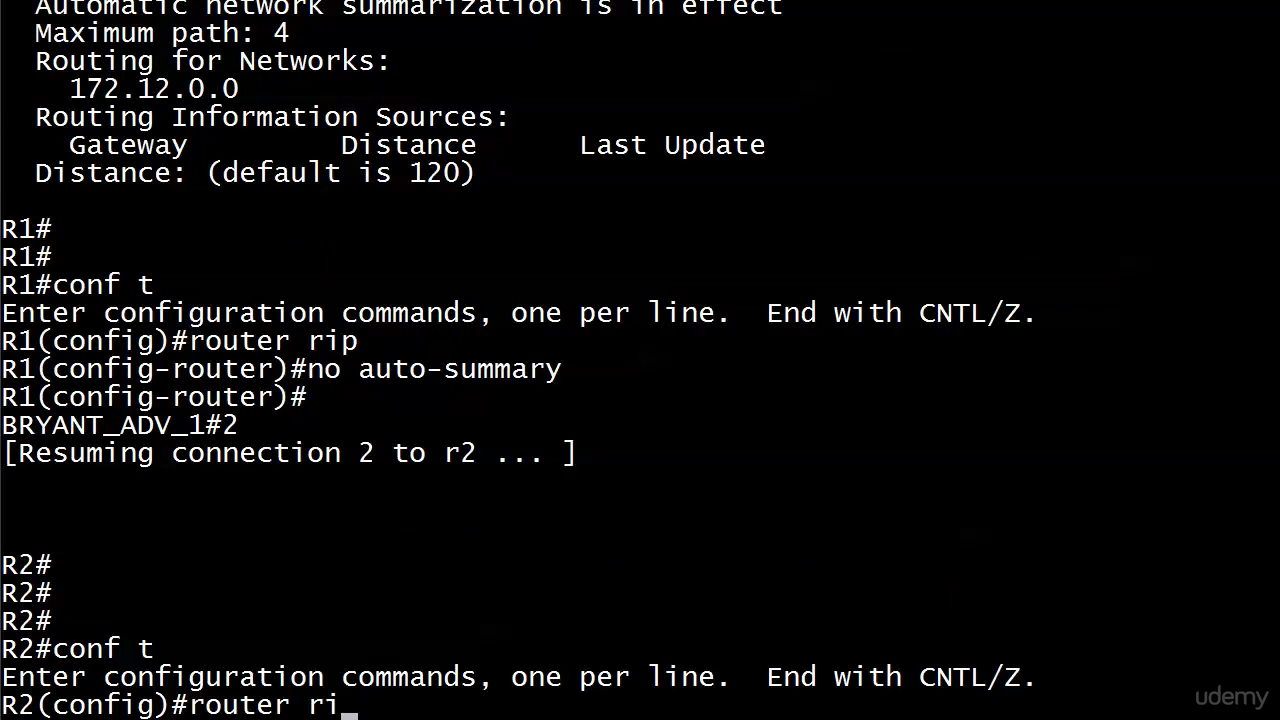 Automatic network summarization is in effect
Maximum path: 4
Routing for Networks:
172.12.0.0
Routing Information Sources:
Gateway Distance Last Update
Distance: (default is 120)
R1#
R1#
R1#conf t
Enter configuration commands, one per line. End with CNTL/Z.
R1(config)#router rip
R1(config-router)#no auto-summary
R1(config-router)#
BRYANT_ADV_1#2
[Resuming connection 2 to r2 ... ]
R2#
R2#
R2#
R2#conf t
Enter configuration commands, one per line. End with CNTL/Z.
R2(config)#router ri
udemy